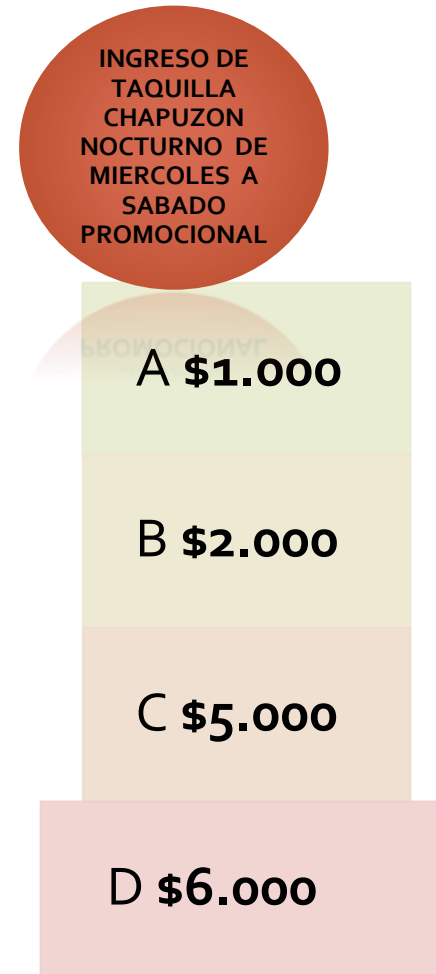 INGRESO DE
TAQUILLA
CHAPUZON
NOCTURNO DE
MIERCOLES A
SABADO
PROMOCIONAL
A $1.000
B $2.000
C $5.000
D $6.000